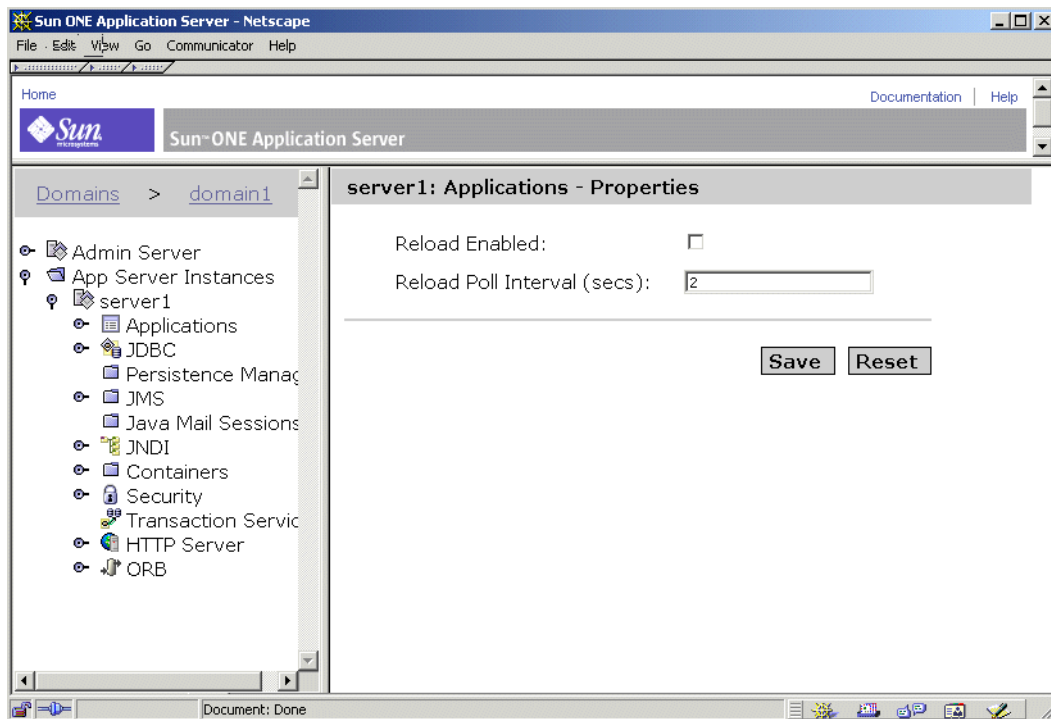 Sun ONE Application Server - Netscape
File Edit View Go Communicator Help
Home
Documentation | Help
Sun
microsystems
Sun™ ONE Application Server
Domains > domain1
server1: Applications - Properties
Admin Server
App Server Instances
server1
Applications
JDBC
Persistence Manag
JMS
Java Mail Sessions
JNDI
Containers
Security
Transaction Servic
HTTP Server
ORB
Reload Enabled:
Reload Poll Interval (secs): 2
Save Reset
Document: Done